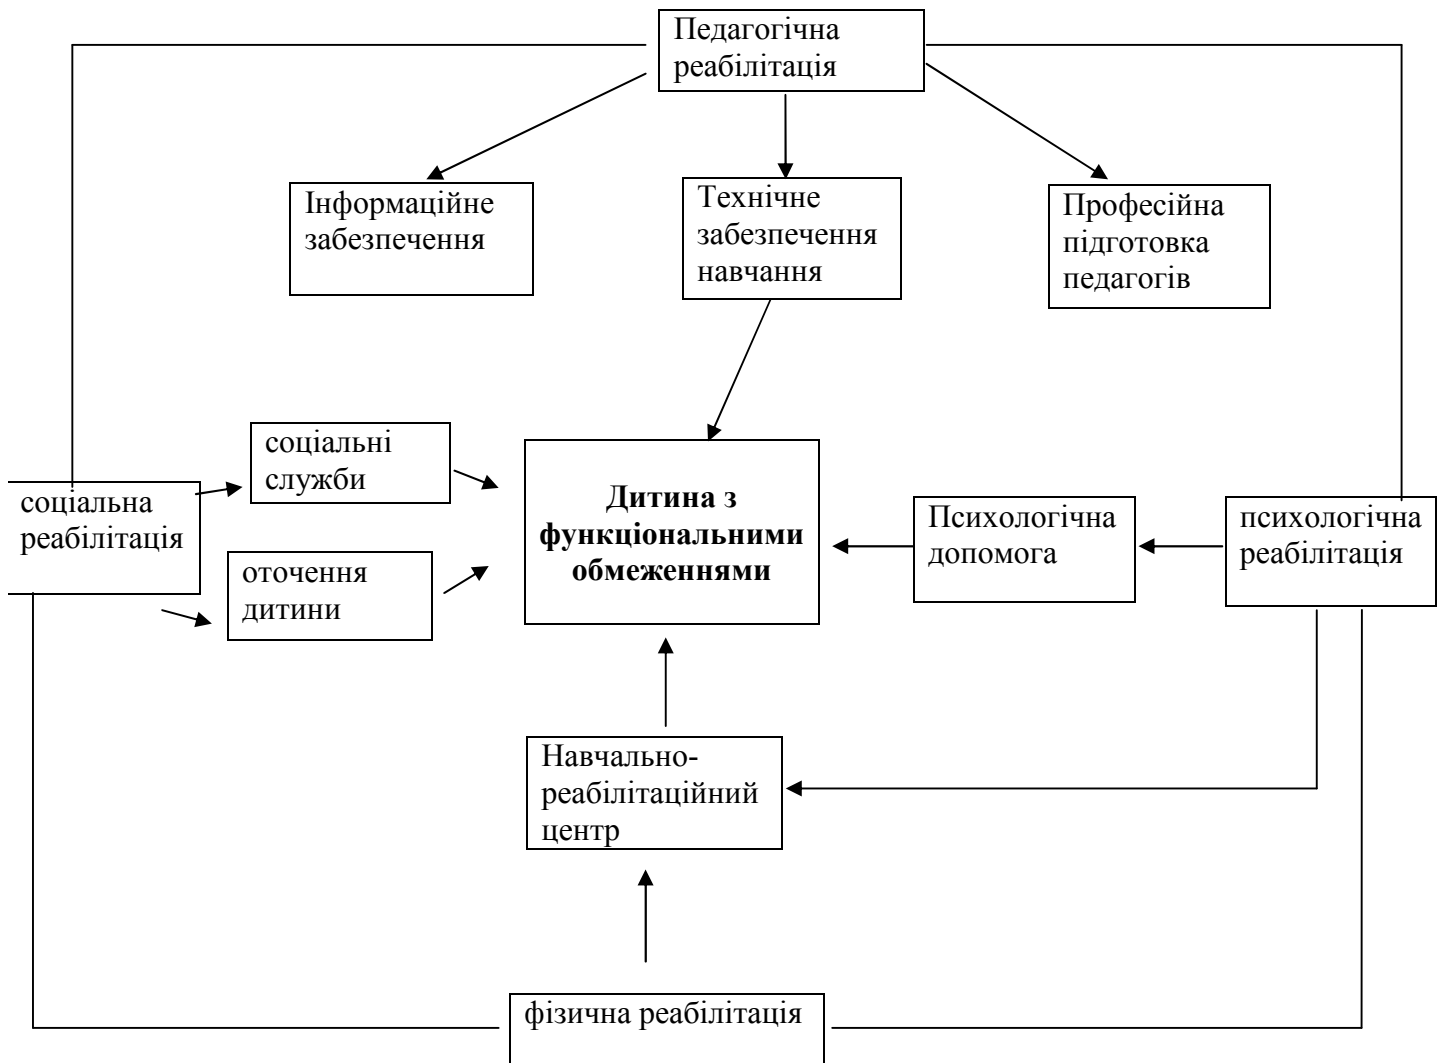 Педагогічна
реабілітація
Інформаційне
забезпечення
Технічне
забезпечення
навчання
Професійна
підготовка
педагогів
соціальні
служби
соціальна
реабілітація
оточення
дитини
Дитина з
функціональними
обмеженнями
Психологічна
допомога
психологічна
реабілітація
Навчально-
реабілітаційний
центр
фізична реабілітація